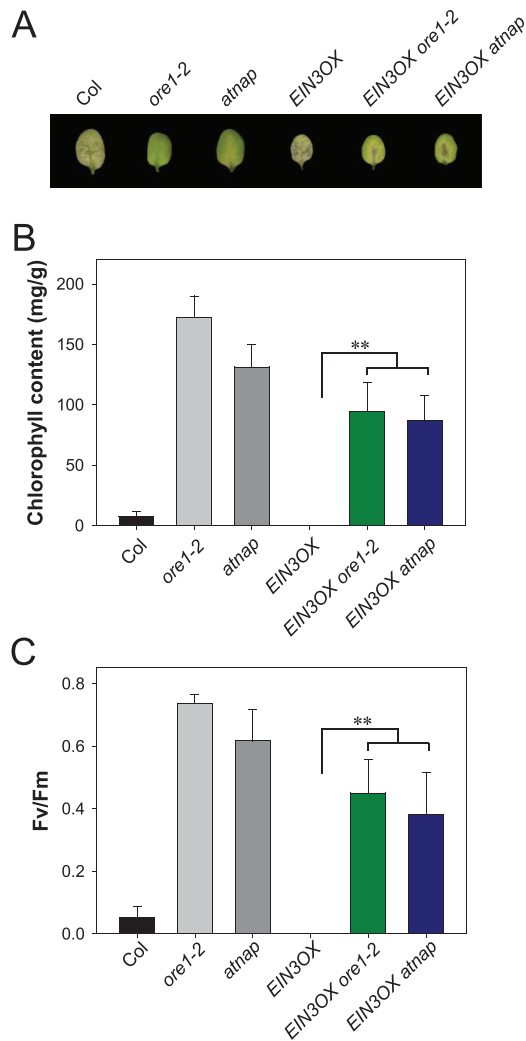 A
Col ore1-2 atnap EIN3OX EIN3OX ore1-2 EIN3OX atnap
B
Chlorophyll content (mg/g)
200
150
100
50
0
**
Col ore1-2 atnap EIN3OX EIN3OX ore1-2 EIN3OX atnap
C
Fv/Fm
0.8
0.6
0.4
0.2
0.0
**
Col ore1-2 atnap EIN3OX EIN3OX ore1-2 EIN3OX atnap